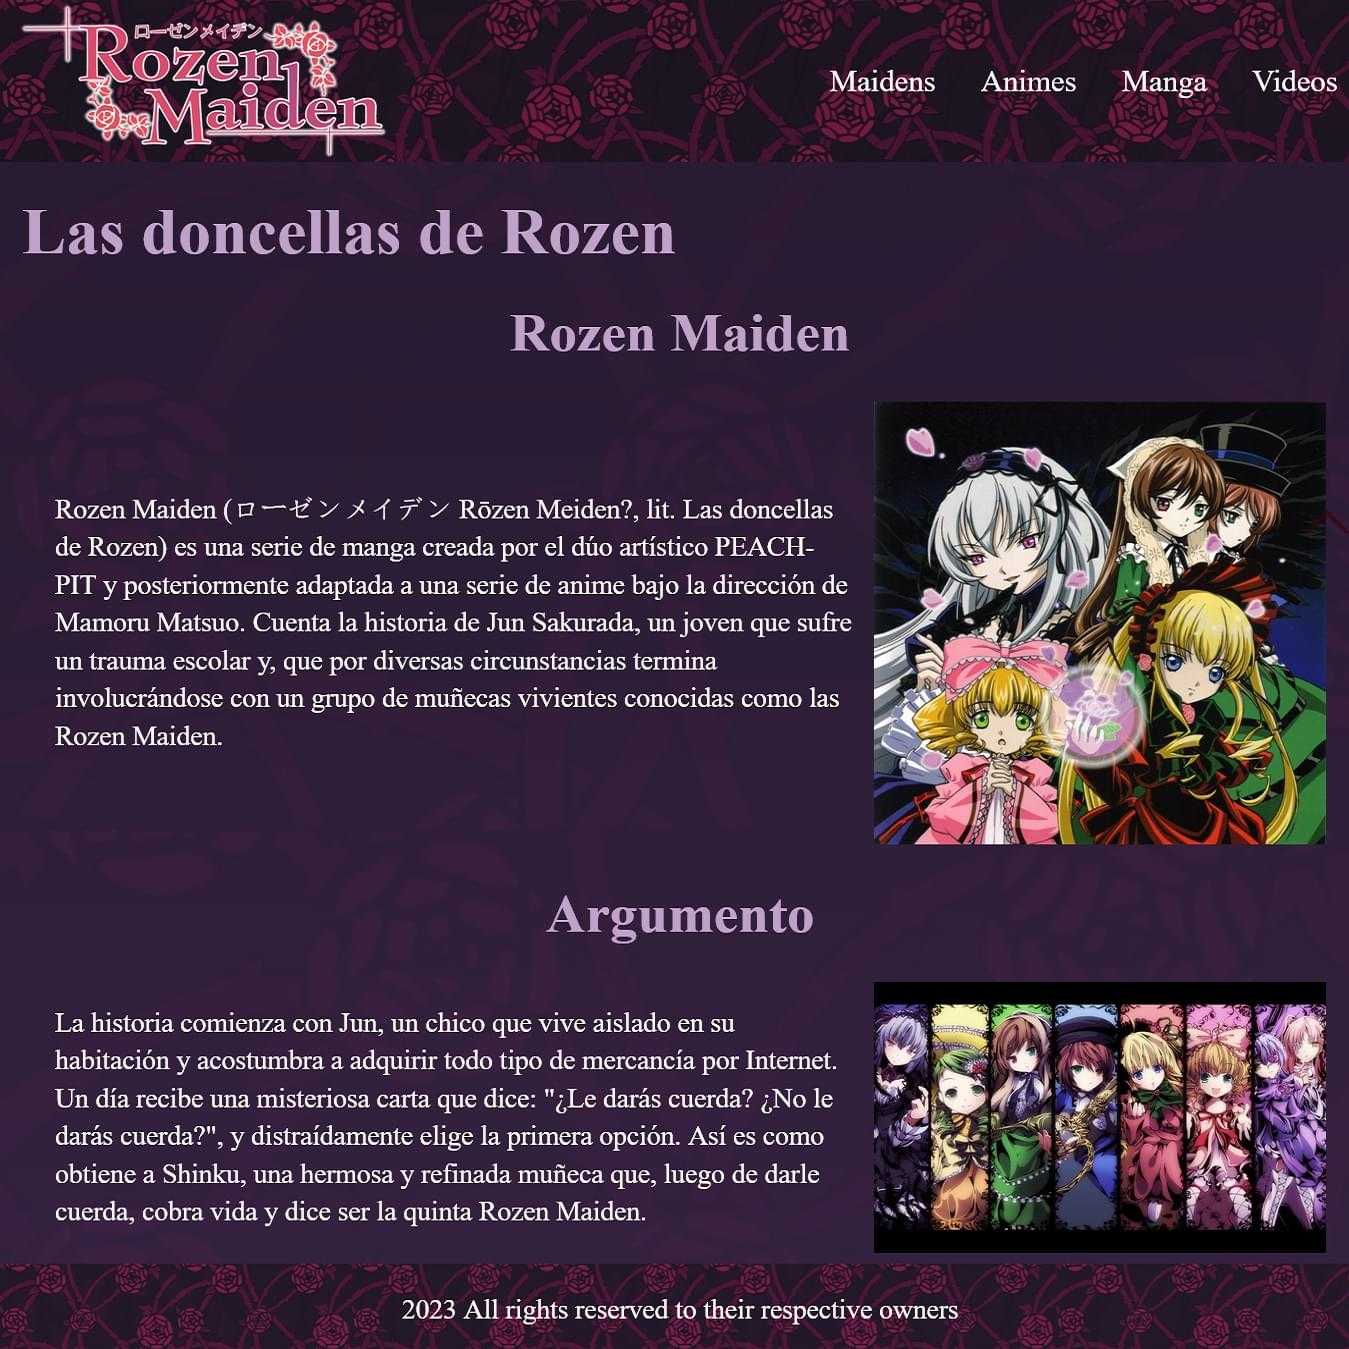 ローゼンメイデン
Rozen
Maiden
Maidens Animes Manga Videos
Las doncellas de Rozen
Rozen Maiden
Rozen Maiden (ローゼンメイデン Rōzen Meiden?, lit. Las doncellas
de Rozen) es una serie de manga creada por el dúo artístico PEACH-
PIT y posteriormente adaptada a una serie de anime bajo la dirección de
Mamoru Matsuo. Cuenta la historia de Jun Sakurada, un joven que sufre
un trauma escolar y, que por diversas circunstancias termina
involucrándose con un grupo de muñecas vivientes conocidas como las
Rozen Maiden.
Argumento
La historia comienza con Jun, un chico que vive aislado en su
habitación y acostumbra a adquirir todo tipo de mercancía por Internet.
Un día recibe una misteriosa carta que dice: "¿Le darás cuerda? ¿No le
darás cuerda?", y distraídamente elige la primera opción. Así es como
obtiene a Shinku, una hermosa y refinada muñeca que, luego de darle
cuerda, cobra vida y dice ser la quinta Rozen Maiden.
2023 All rights reserved to their respective owners